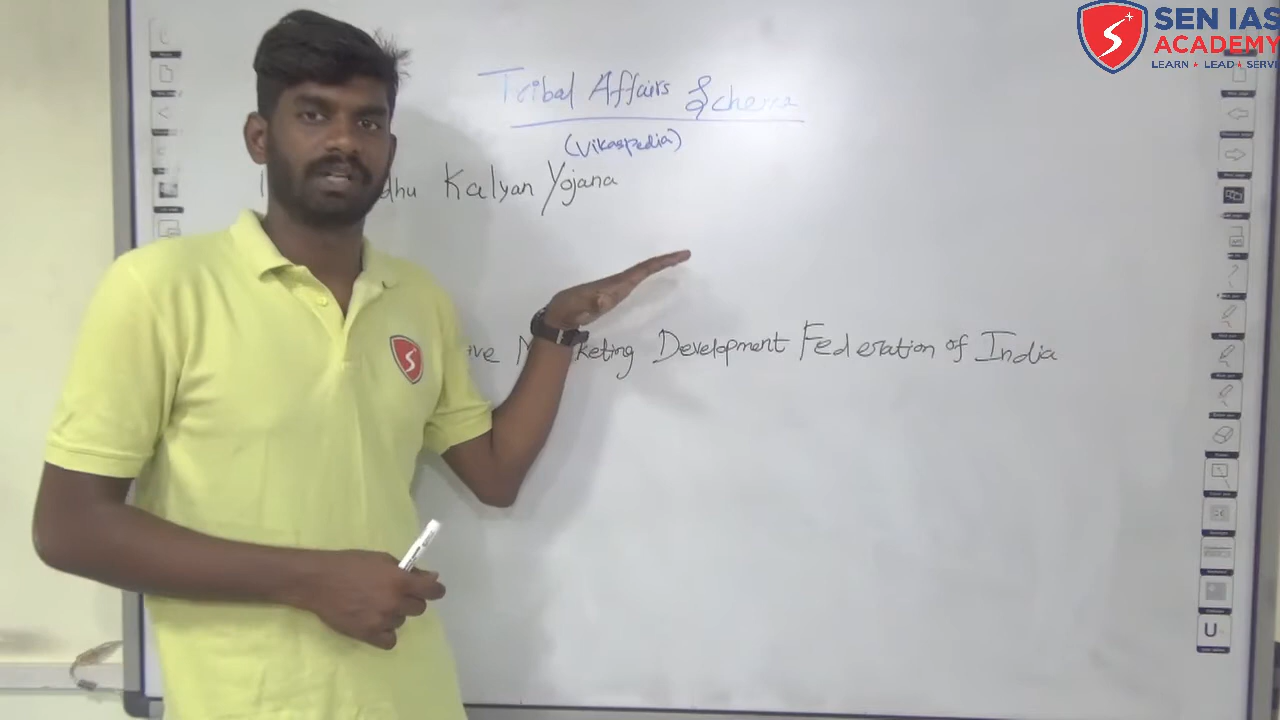 SEN IAS
ACADEMY
LEARN ★ LEAD ★ SERVE
Tribal Affairs Scheme
(Vikaspedia)
Kalyan Yojana
Development Federation of India
U